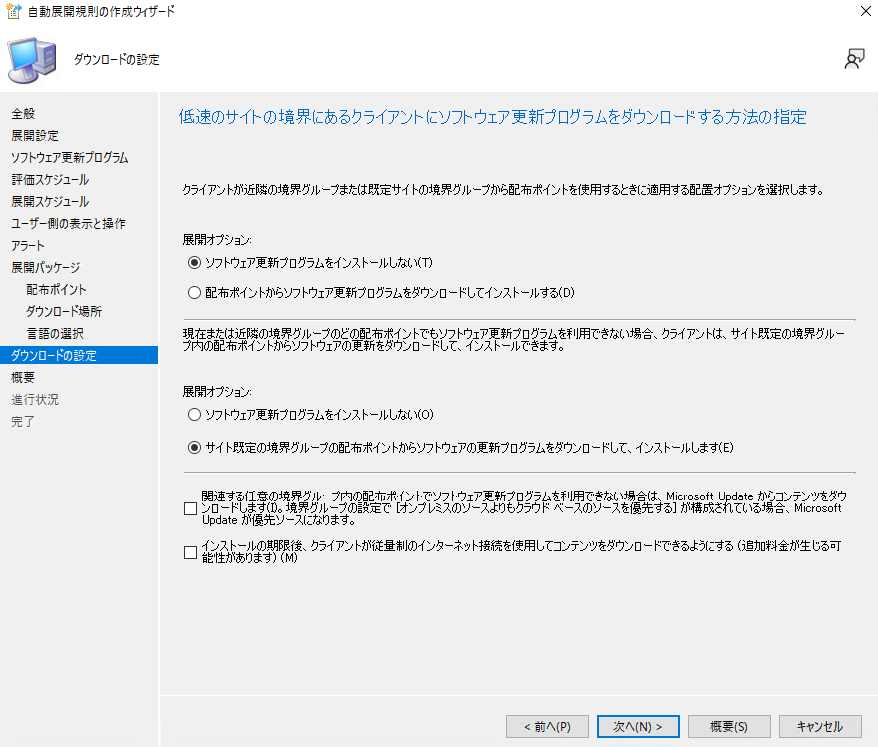 自動展開規則の作成ウィザード
ダウンロードの設定
全般
展開設定
ソフトウェア更新プログラム
評価スケジュール
展開スケジュール
ユーザー側の表示と操作
アラート
展開パッケージ
配布ポイント
ダウンロード場所
言語の選択
ダウンロードの設定
概要
進行状況
完了
低速のサイトの境界にあるクライアントにソフトウェア更新プログラムをダウンロードする方法の指定
クライアントが近隣の境界グループまたは既定サイトの境界グループから配布ポイントを使用するときに適用する配置オプションを選択します。
展開オプション:
ソフトウェア更新プログラムをインストールしない(T)
配布ポイントからソフトウェア更新プログラムをダウンロードしてインストールする(D)
現在または近隣の境界グループのどの配布ポイントでもソフトウェア更新プログラムを利用できない場合、クライアントは、サイト既定の境界グルー
プ内の配布ポイントからソフトウェアの更新をダウンロードして、インストールできます。
展開オプション:
ソフトウェア更新プログラムをインストールしない(O)
サイト既定の境界グループの配布ポイントからソフトウェアの更新プログラムをダウンロードして、インストールします(E)
関連する任意の境界グループ内の配布ポイントでソフトウェア更新プログラムを利用できない場合は、Microsoft Update からコンテンツをダウ
ンロードします(I)。境界グループの設定で [オンプレミスのソースよりもクラウド ベースのソースを優先する] が構成されている場合、Microsoft
Update が優先ソースになります。
インストールの期限後、クライアントが従量制のインターネット接続を使用してコンテンツをダウンロードできるようにする (追加料金が生じる可
能性があります) (M)
< 前へ(P)
次へ(N) >
概要(S)
キャンセル